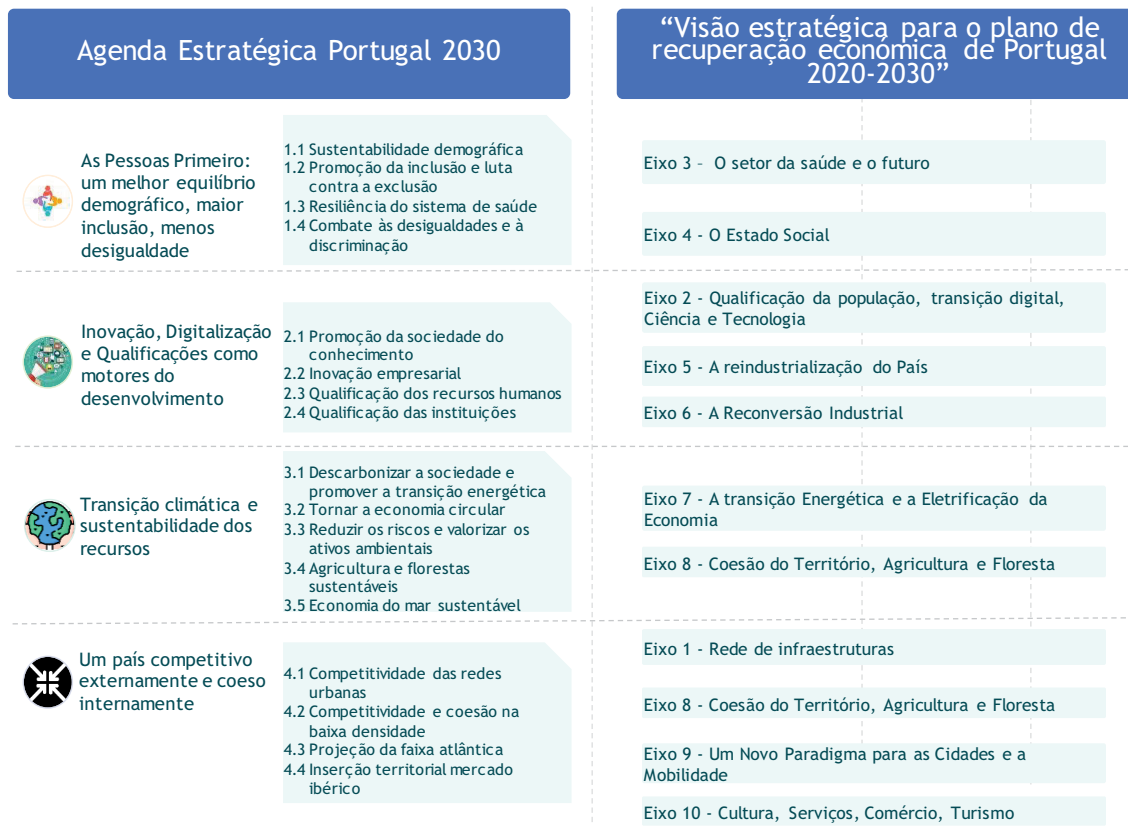 Agenda Estratégica Portugal 2030
“Visão estratégica para o plano de
recuperação económica de Portugal
2020-2030”
As Pessoas Primeiro:
um melhor equilíbrio
demográfico, maior
inclusão, menos
desigualdade
1.1 Sustentabilidade demográfica
1.2 Promoção da inclusão e luta
contra a exclusão
1.3 Resiliência do sistema de saúde
1.4 Combate às desigualdades e à
discriminação
Eixo 3 - O setor da saúde e o futuro
Eixo 4 - O Estado Social
Inovação, Digitalização
e Qualificações como
motores do
desenvolvimento
2.1 Promoção da sociedade do
conhecimento
2.2 Inovação empresarial
2.3 Qualificação dos recursos humanos
2.4 Qualificação das instituições
Eixo 2 - Qualificação da população, transição digital,
Ciência e Tecnologia
Eixo 5 - A reindustrialização do País
Eixo 6 - A Reconversão Industrial
Transição climática e
sustentabilidade dos
recursos
3.1 Descarbonizar a sociedade e
promover a transição energética
3.2 Tornar a economia circular
3.3 Reduzir os riscos e valorizar os
ativos ambientais
3.4 Agricultura e florestas
sustentáveis
3.5 Economia do mar sustentável
Eixo 7 - A transição Energética e a Eletrificação da
Economia
Eixo 8 - Coesão do Território, Agricultura e Floresta
Um país competitivo
externamente e coeso
internamente
4.1 Competitividade das redes
urbanas
4.2 Competitividade e coesão na
baixa densidade
4.3 Projeção da faixa atlântica
4.4 Inserção territorial mercado
ibérico
Eixo 1 - Rede de infraestruturas
Eixo 8 - Coesão do Território, Agricultura e Floresta
Eixo 9 - Um Novo Paradigma para as Cidades e a
Mobilidade
Eixo 10 - Cultura, Serviços, Comércio, Turismo